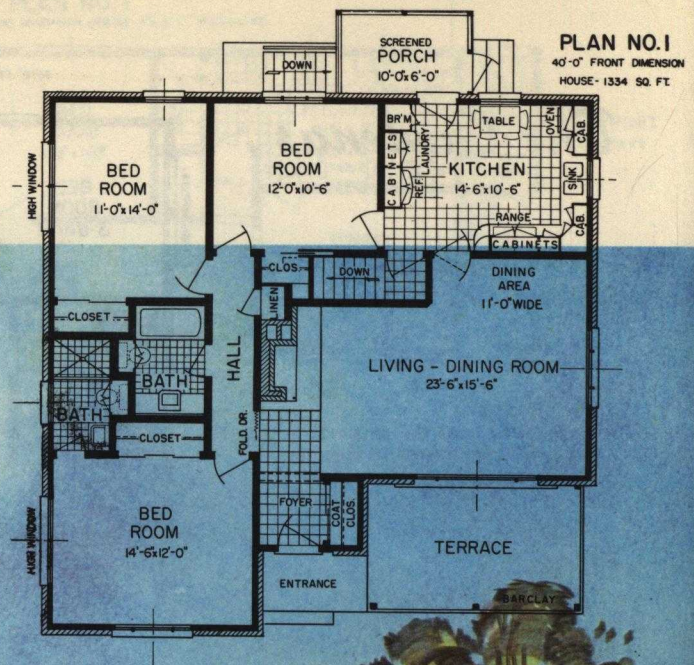 PLAN NO.1
40'-0" FRONT DIMENSION
HOUSE - 1334 SQ. FT.
SCREENED
PORCH
10'-0"x 6'-0"
DOWN
BR'M
LAUNDRY
TABLE
OVEN
CAB.
CABINETS
REF.
KITCHEN
14'-6"x10'-6"
SINK
RANGE
CAB.
CABINETS
HIGH WINDOW
BED
ROOM
11'-0"x 14'-0"
BED
ROOM
12'-0"x10'-6"
CLOS.
DOWN
DINING
AREA
11'-0" WIDE
LINEN
CLOSET
HALL
BATH
BATH
LIVING - DINING ROOM
23'-6"x15'-6"
CLOSET
FOLD. DR.
FOYER
COAT
CLOS.
HIGH WINDOW
BED
ROOM
14'-6"x12'-0"
TERRACE
ENTRANCE
BARCLAY